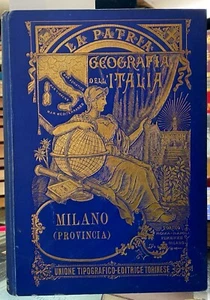 LA PATRIA
GEOGRAFIA
DELL'ITALIA
MILANO
(PROVINCIA)
UNIONE TIPOGRAFICO-EDITRICE TORINESE